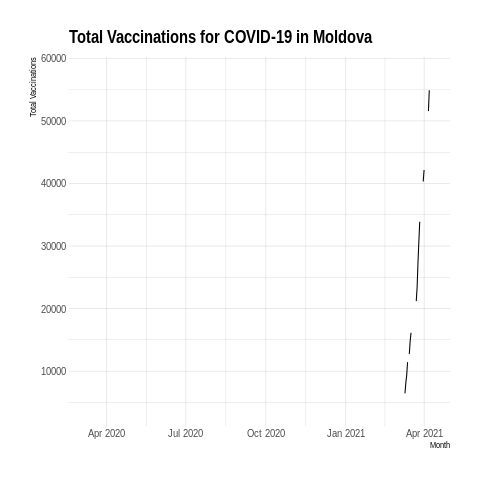 Total Vaccinations for COVID-19 in Moldova
Total Vaccinations
60000
50000
40000
30000
20000
10000
Apr 2020 Jul 2020 Oct 2020 Jan 2021 Apr 2021
Month